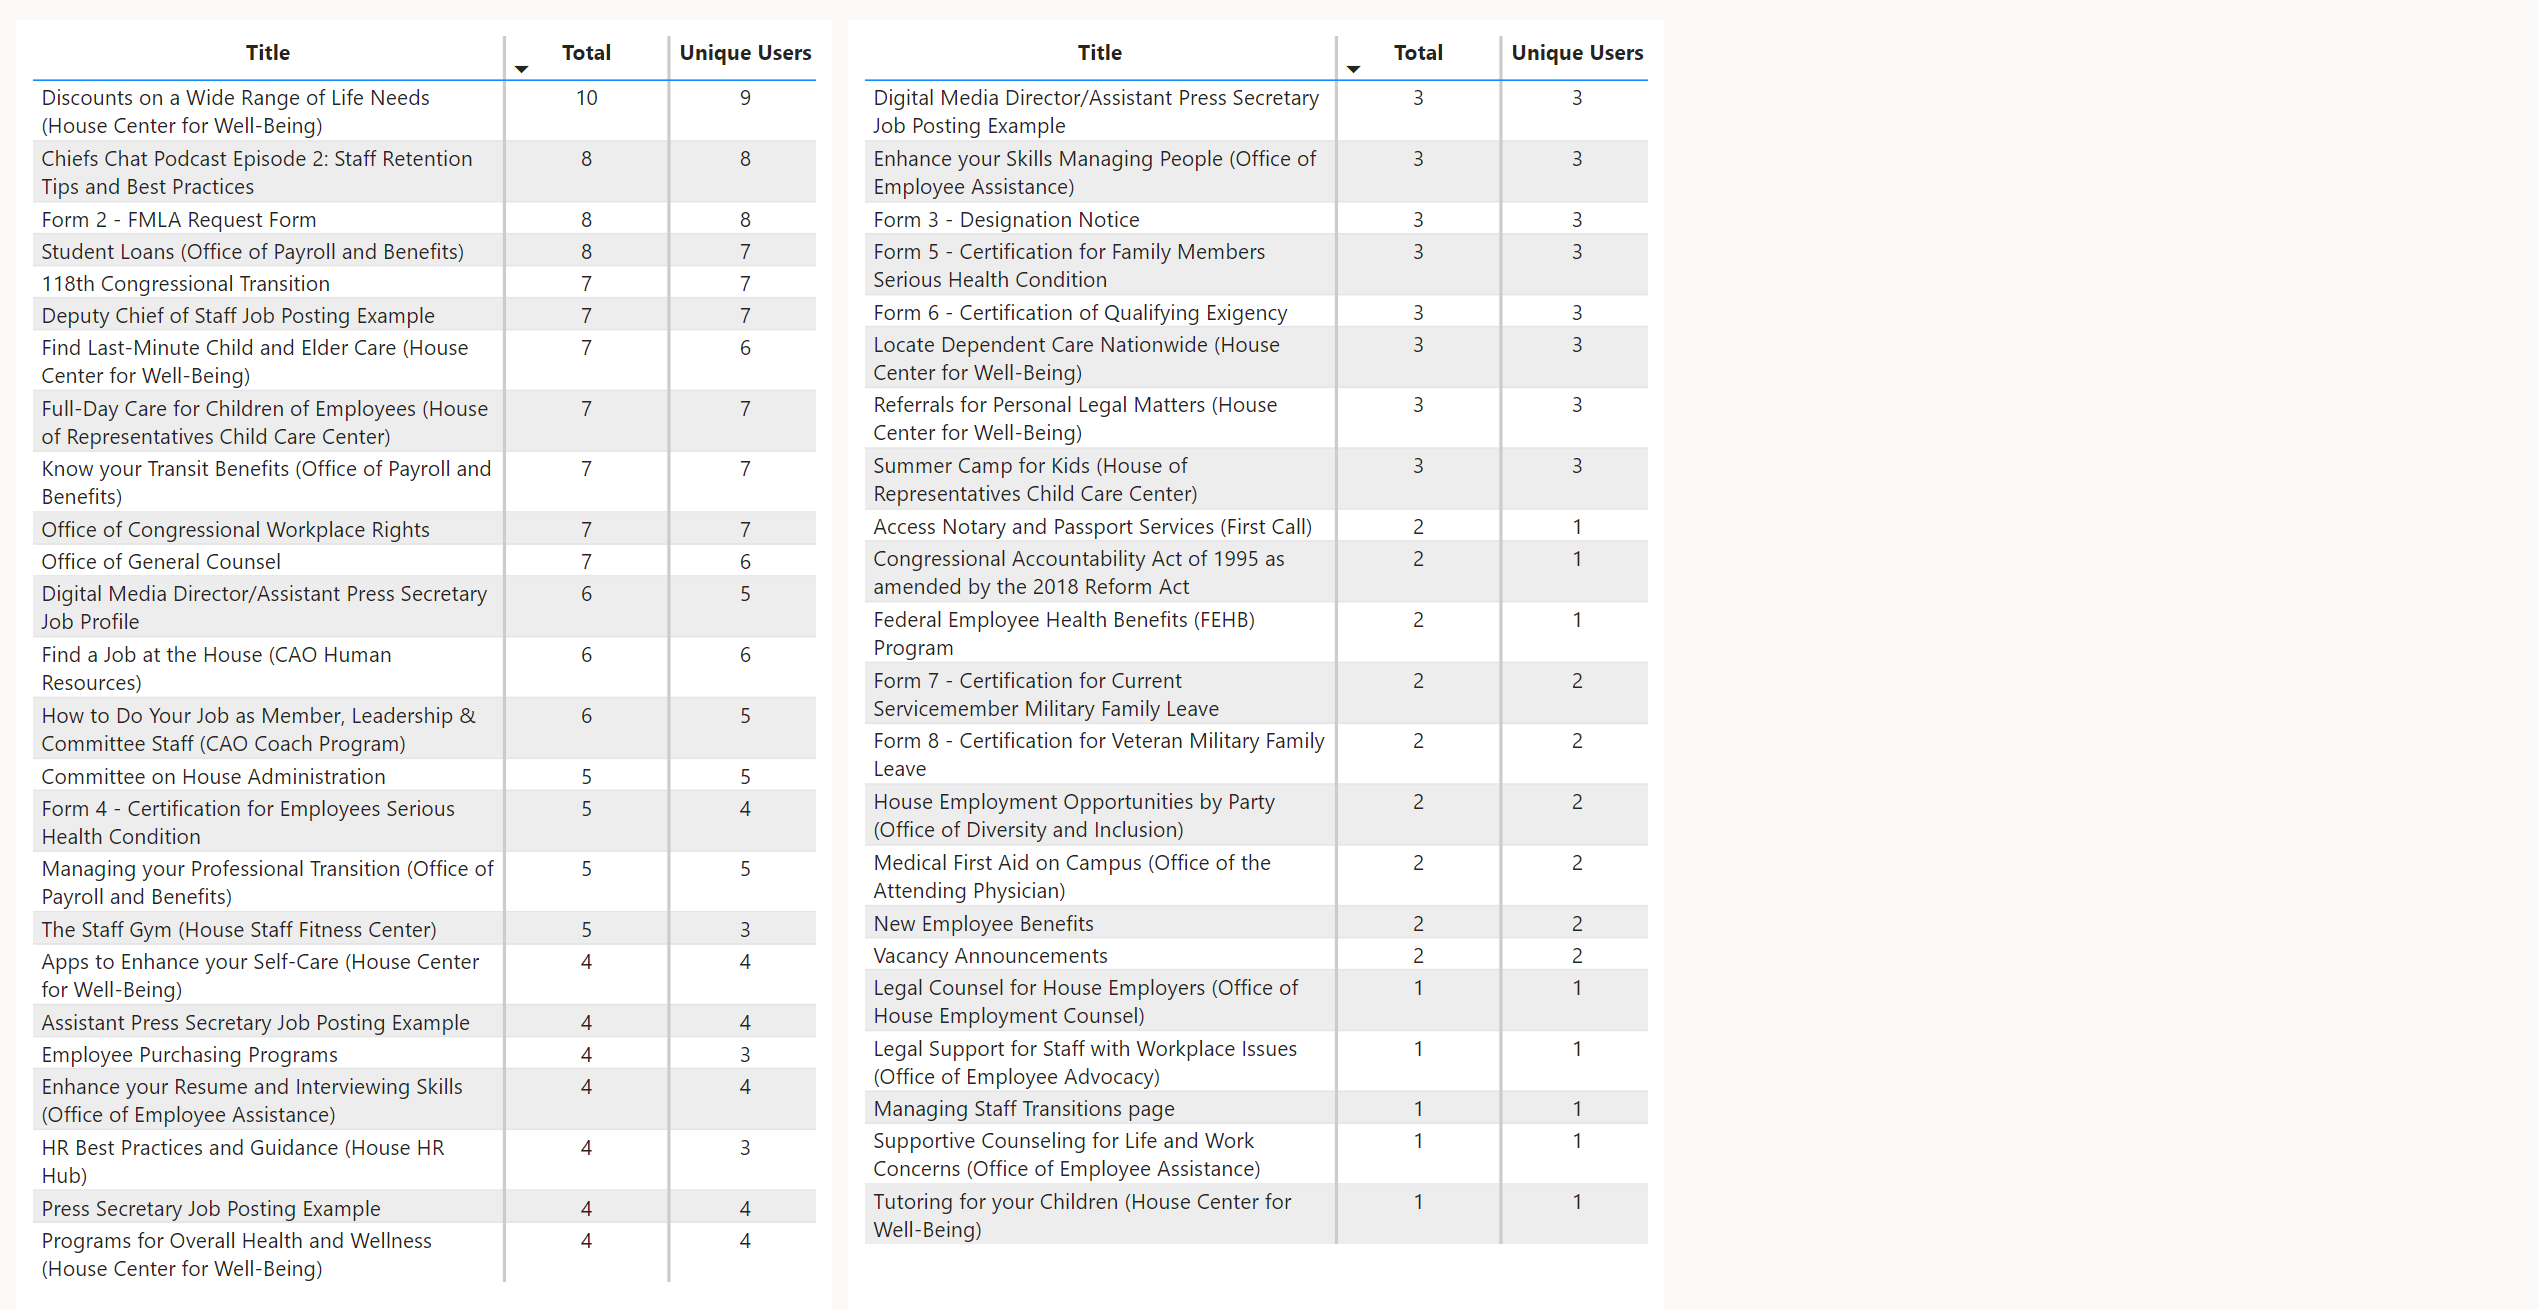 Title Total Unique Users
Discounts on a Wide Range of Life Needs 10 9
(House Center for Well-Being)
Chiefs Chat Podcast Episode 2: Staff Retention 8 8
Tips and Best Practices
Form 2 - FMLA Request Form 8 8
Student Loans (Office of Payroll and Benefits) 8 7
118th Congressional Transition 7 7
Deputy Chief of Staff Job Posting Example 7 7
Find Last-Minute Child and Elder Care (House 7 6
Center for Well-Being)
Full-Day Care for Children of Employees (House 7 7
of Representatives Child Care Center)
Know your Transit Benefits (Office of Payroll and 7 7
Benefits)
Office of Congressional Workplace Rights 7 7
Office of General Counsel 7 6
Digital Media Director/Assistant Press Secretary 6 5
Job Profile
Find a Job at the House (CAO Human 6 6
Resources)
How to Do Your Job as Member, Leadership & 6 5
Committee Staff (CAO Coach Program)
Committee on House Administration 5 5
Form 4 - Certification for Employees Serious 5 4
Health Condition
Managing your Professional Transition (Office of 5 5
Payroll and Benefits)
The Staff Gym (House Staff Fitness Center) 5 3
Apps to Enhance your Self-Care (House Center 4 4
for Well-Being)
Assistant Press Secretary Job Posting Example 4 4
Employee Purchasing Programs 4 3
Enhance your Resume and Interviewing Skills 4 4
(Office of Employee Assistance)
HR Best Practices and Guidance (House HR 4 3
Hub)
Press Secretary Job Posting Example 4 4
Programs for Overall Health and Wellness 4 4
(House Center for Well-Being)
Title Total Unique Users
Digital Media Director/Assistant Press Secretary 3 3
Job Posting Example
Enhance your Skills Managing People (Office of 3 3
Employee Assistance)
Form 3 - Designation Notice 3 3
Form 5 - Certification for Family Members 3 3
Serious Health Condition
Form 6 - Certification of Qualifying Exigency 3 3
Locate Dependent Care Nationwide (House 3 3
Center for Well-Being)
Referrals for Personal Legal Matters (House 3 3
Center for Well-Being)
Summer Camp for Kids (House of 3 3
Representatives Child Care Center)
Access Notary and Passport Services (First Call) 2 1
Congressional Accountability Act of 1995 as 2 1
amended by the 2018 Reform Act
Federal Employee Health Benefits (FEHB) 2 1
Program
Form 7 - Certification for Current 2 2
Servicemember Military Family Leave
Form 8 - Certification for Veteran Military Family 2 2
Leave
House Employment Opportunities by Party 2 2
(Office of Diversity and Inclusion)
Medical First Aid on Campus (Office of the 2 2
Attending Physician)
New Employee Benefits 2 2
Vacancy Announcements 2 2
Legal Counsel for House Employers (Office of 1 1
House Employment Counsel)
Legal Support for Staff with Workplace Issues 1 1
(Office of Employee Advocacy)
Managing Staff Transitions page 1 1
Supportive Counseling for Life and Work 1 1
Concerns (Office of Employee Assistance)
Tutoring for your Children (House Center for 1 1
Well-Being)